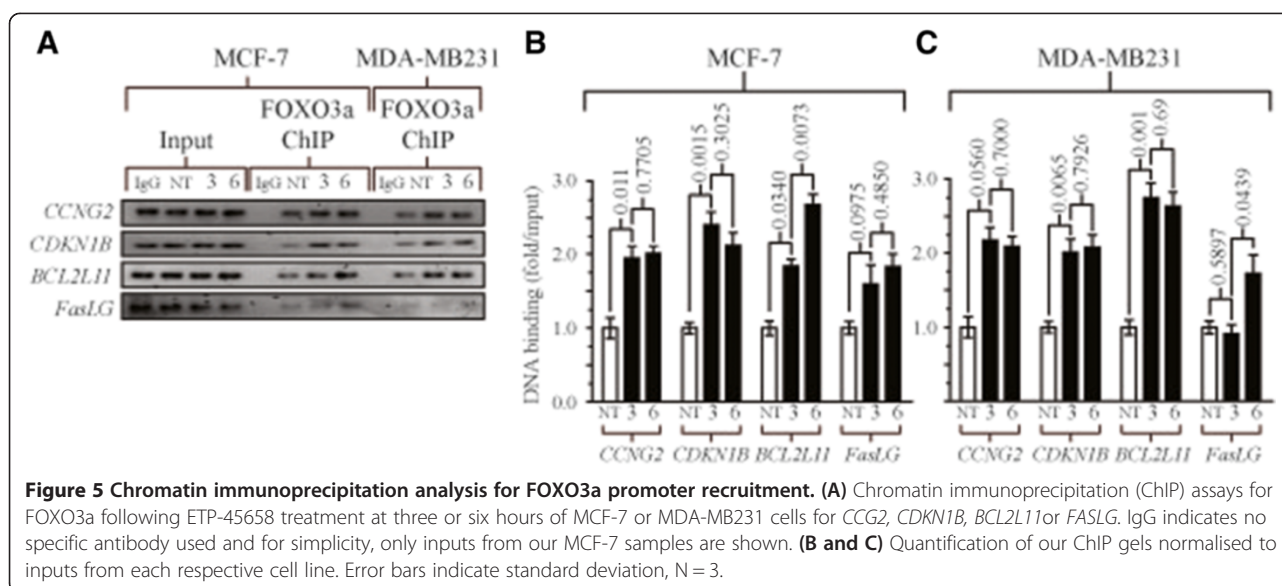 A
MCF-7 MDA-MB231
FOXO3a FOXO3a
Input ChIP ChIP
IgG NT 3 6 IgG NT 3 6 IgG NT 3 6
CCNG2
CDKN1B
BCL2L11
FasLG
B
MCF-7
0.011 0.7705 0.0015 0.3025 0.0340 0.0073 0.0975 0.4850
DNA binding (fold/input)
3.0
2.0
1.0
0.0
NT 3 6 NT 3 6 NT 3 6 NT 3 6
CCNG2 CDKN1B BCL2L11 FasLG
C
MDA-MB231
0.0560 0.7000 0.0065 0.7926 0.001 0.69 0.5897 0.0439
3.0
2.0
1.0
NT 3 6 NT 3 6 NT 3 6 NT 3 6
CCNG2 CDKN1B BCL2L11 FasLG
Figure 5 Chromatin immunoprecipitation analysis for FOXO3a promoter recruitment. (A) Chromatin immunoprecipitation (ChIP) assays for
FOXO3a following ETP-45658 treatment at three or six hours of MCF-7 or MDA-MB231 cells for CCG2, CDKN1B, BCL2L11or FASLG. IgG indicates no
specific antibody used and for simplicity, only inputs from our MCF-7 samples are shown. (B and C) Quantification of our ChIP gels normalised to
inputs from each respective cell line. Error bars indicate standard deviation, N = 3.